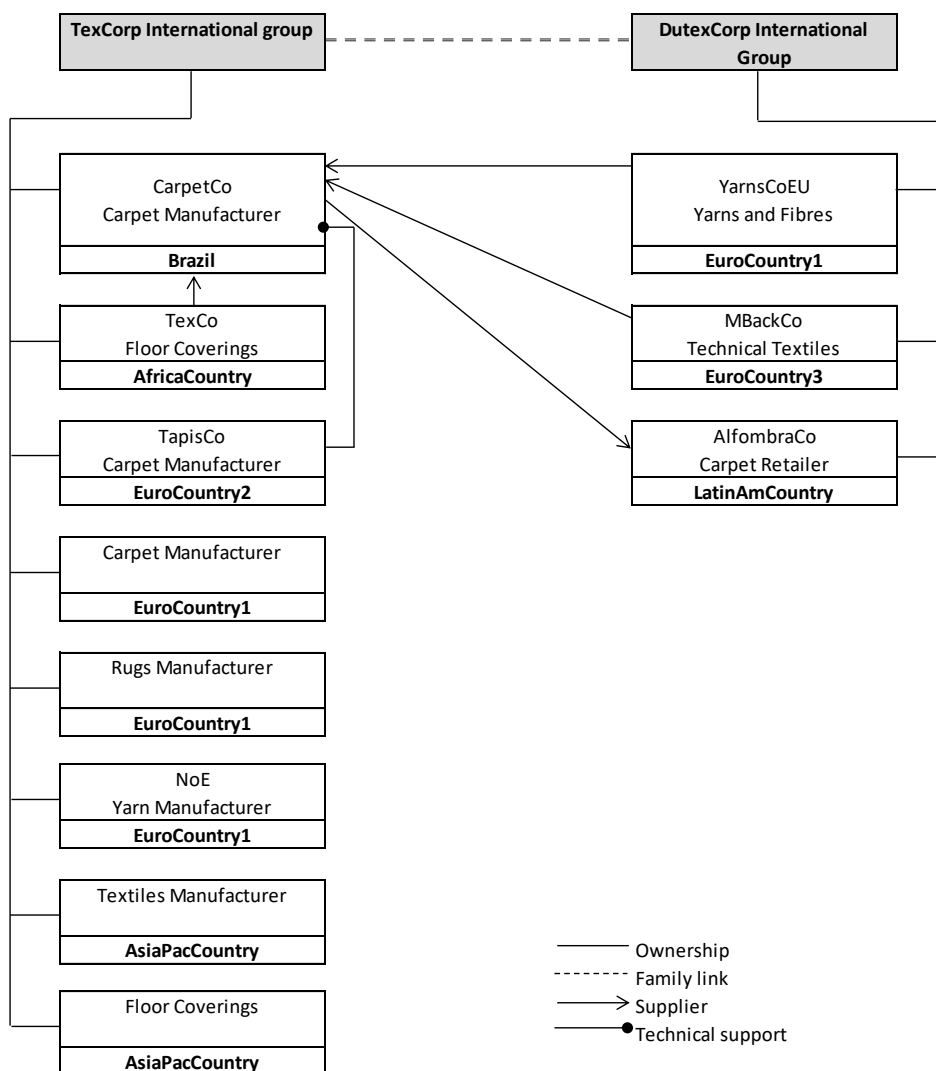 TexCorp International group
DutexCorp International
Group
CarpetCo
Carpet Manufacturer
Brazil
YarnsCoEU
Yarns and Fibres
EuroCountry1
TexCo
Floor Coverings
AfricaCountry
MBackCo
Technical Textiles
EuroCountry3
TapisCo
Carpet Manufacturer
EuroCountry2
AlfombraCo
Carpet Retailer
LatinAmCountry
Carpet Manufacturer
EuroCountry1
Rugs Manufacturer
EuroCountry1
NoE
Yarn Manufacturer
EuroCountry1
Textiles Manufacturer
AsiaPacCountry
Floor Coverings
AsiaPacCountry
Ownership
Family link
Supplier
Technical support